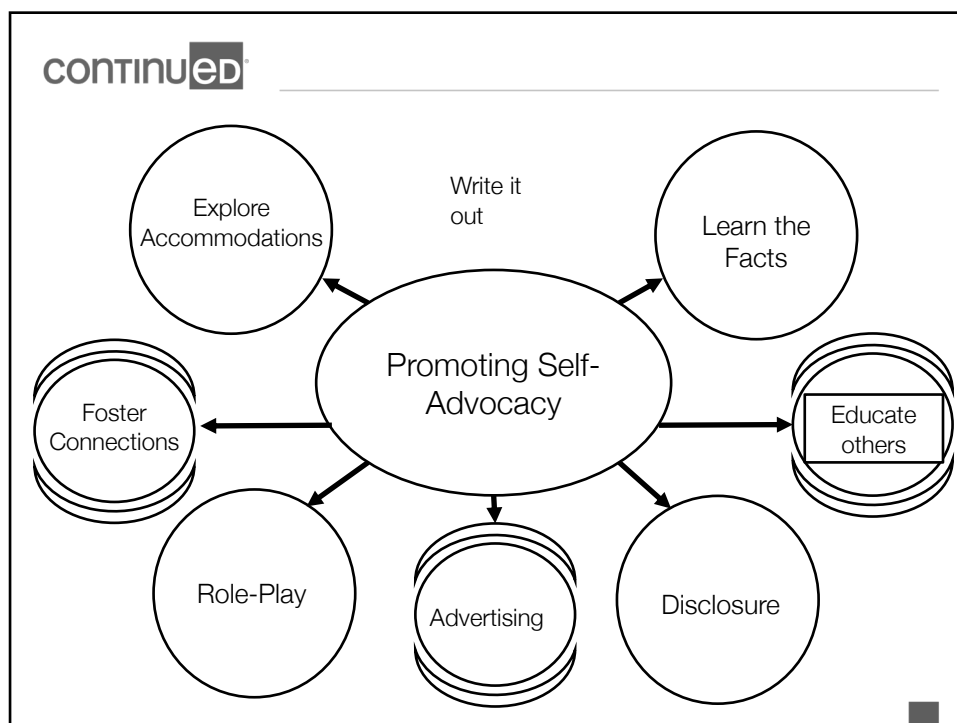 continued
Write it
out
Explore
Accommodations
Learn the
Facts
Promoting Self-
Advocacy
Foster
Connections
Educate
others
Role-Play
Advertising
Disclosure